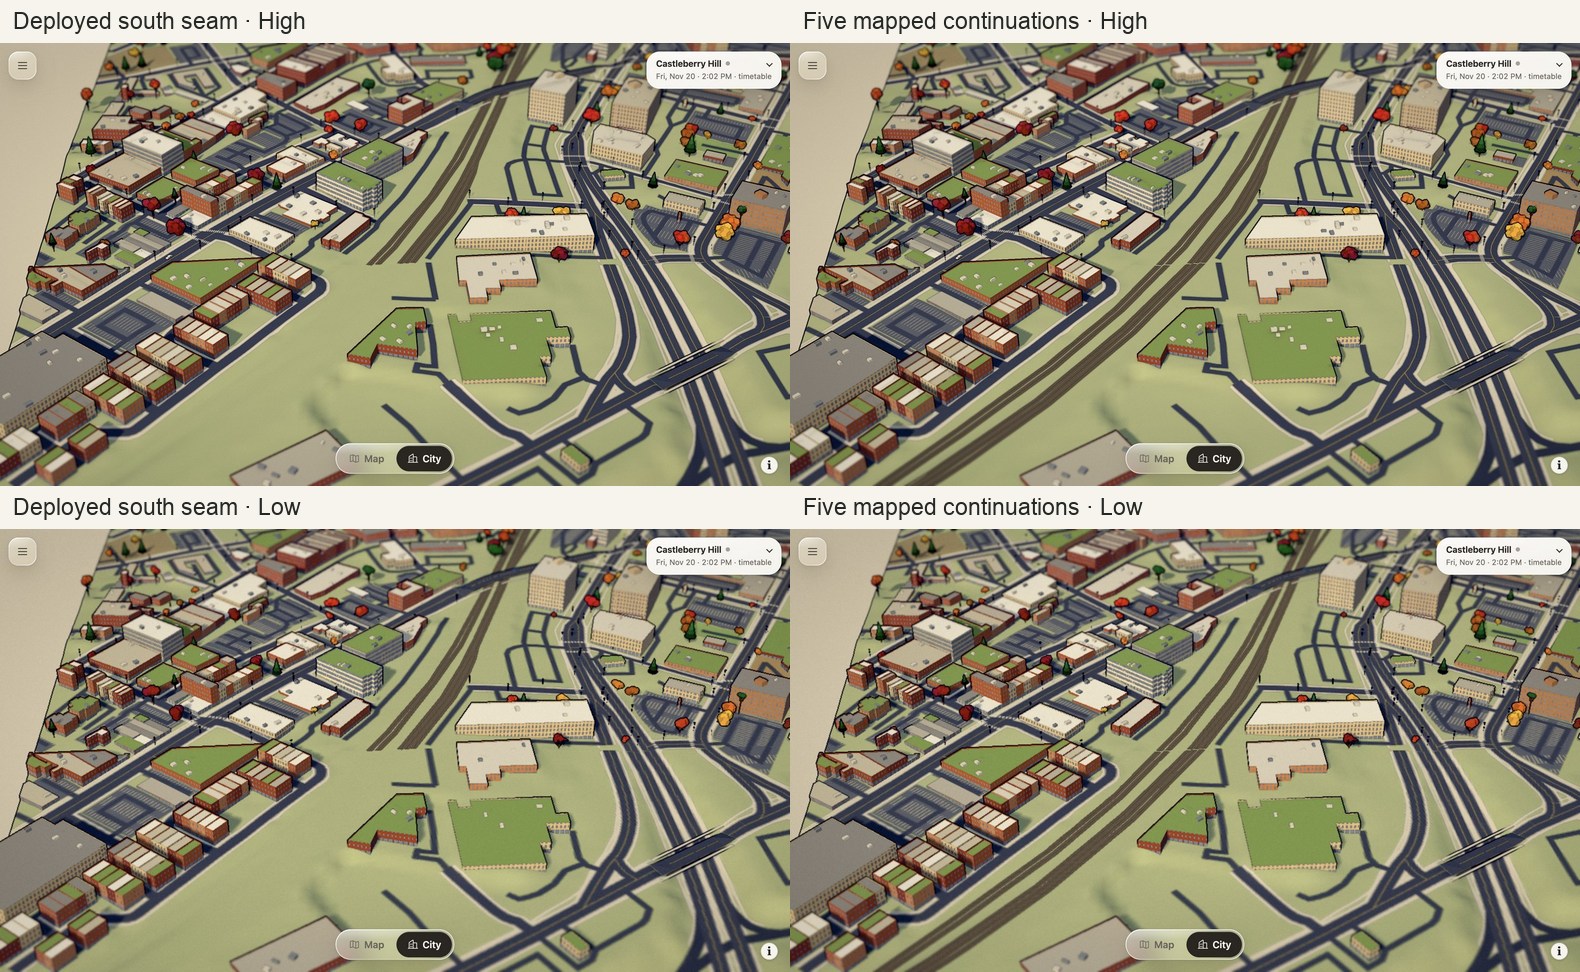 Deployed south seam · High
Five mapped continuations · High
Castleberry Hill
Fri, Nov 20 · 2:02 PM · timetable
Map
City
i
Castleberry Hill
Fri, Nov 20 · 2:02 PM · timetable
Map
City
i
Deployed south seam · Low
Five mapped continuations · Low
Castleberry Hill
Fri, Nov 20 · 2:02 PM · timetable
Map
City
i
Castleberry Hill
Fri, Nov 20 · 2:02 PM · timetable
Map
City
i